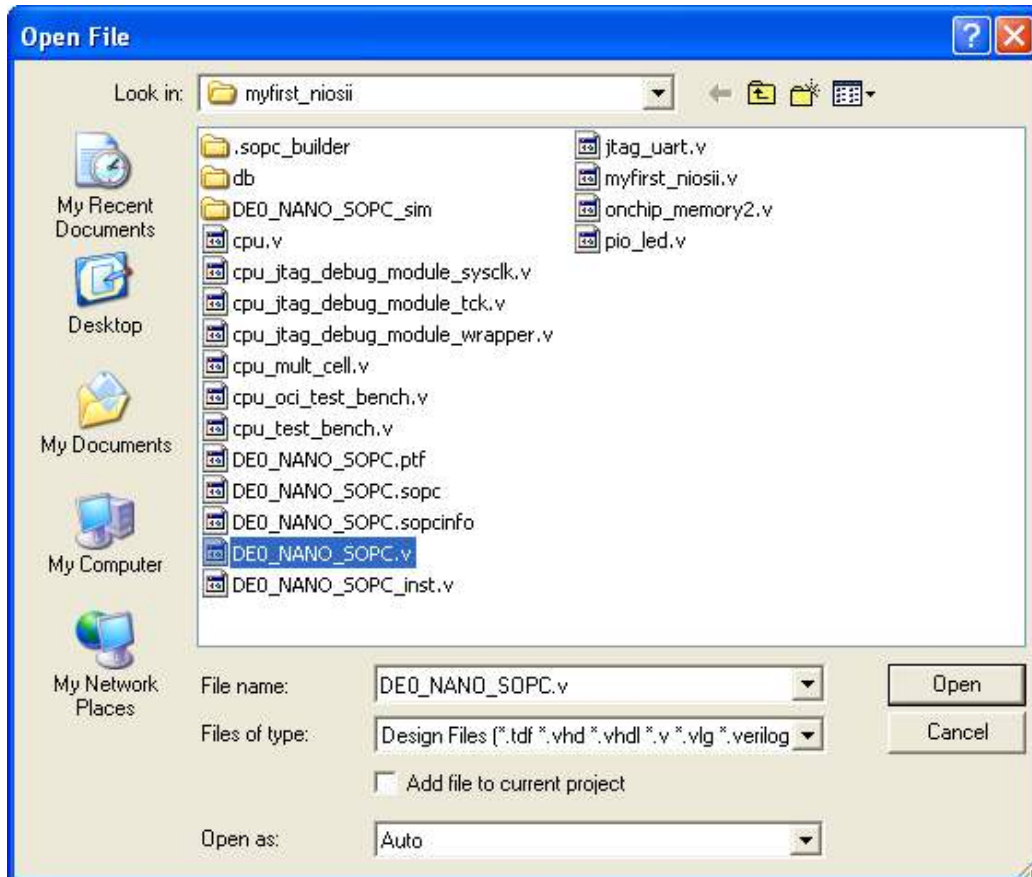 Open File
Look in: myfirst_niosii
My Recent
Documents
Desktop
My Documents
My Computer
My Network
Places
.sopc_builder
db
DE0_NANO_SOPC_sim
cpu.v
cpu_jtag_debug_module_sysclk.v
cpu_jtag_debug_module_tck.v
cpu_jtag_debug_module_wrapper.v
cpu_mult_cell.v
cpu_oci_test_bench.v
cpu_test_bench.v
DE0_NANO_SOPC.ptf
DE0_NANO_SOPC.sopc
DE0_NANO_SOPC.sopcinfo
DE0_NANO_SOPC.v
DE0_NANO_SOPC_inst.v
jtag_uart.v
myfirst_niosii.v
onchip_memory2.v
pio_led.v
File name: DE0_NANO_SOPC.v
Open
Files of type: Design Files (*.tdf *.vhd *.vhdl *.v *.vlg *.verilog
Cancel
Add file to current project
Open as: Auto